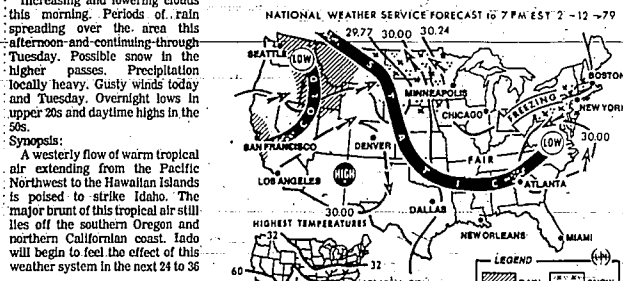 Increasing and lowering clouds
this morning. Periods of rain
spreading over the area this
afternoon and continuing through
Tuesday. Possible snow in the
higher passes. Precipitation
locally heavy. Gusty winds today
and Tuesday. Overnight lows in
upper 20s and daytime highs in the
50s.
Synopsis:
A westerly flow of warm tropical
air extending from the Pacific
Northwest to the Hawaiian Islands
is poised to strike Idaho. The
major brunt of this tropical air still
lies off the southern Oregon and
northern Californian coast. Iado
will begin to feel the effect of this
weather system in the next 24 to 36
NATIONAL WEATHER SERVICE FORECAST to 7 PM EST 2-12-79
29.77 30.00 30.24
SEATTLE
LOW
COLD
STATIC
BOSTON
MINNEAPOLIS
FREEZING
NEW YORK
CHICAGO
LOW
30.00
SAN FRANCISCO
DENVER
FAIR
LOS ANGELES
HIGH
ATLANTA
30.00
DALLAS
NEW ORLEANS
MIAMI
HIGHEST TEMPERATURES
32
32
60
LEGEND